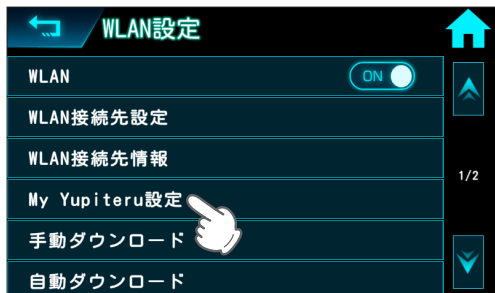 WLAN設定
WLAN
ON
WLAN接続先設定
WLAN接続先情報
1/2
My Yupiteru設定
手動ダウンロード
自動ダウンロード